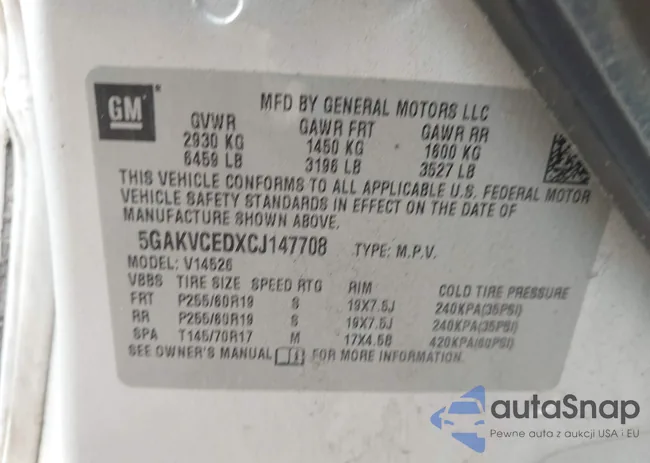 GM
MFD BY GENERAL MOTORS LLC
GVWR GAWR FRT GAWR RR
2930 KG 1450 KG 1600 KG
6459 LB 3196 LB 3527 LB
THIS VEHICLE CONFORMS TO ALL APPLICABLE U.S. FEDERAL MOTOR
VEHICLE SAFETY STANDARDS IN EFFECT ON THE DATE OF
MANUFACTURE SHOWN ABOVE.
5GAKVCEDXCJ147708 TYPE: M.P.V.
MODEL: V14526
VBBS TIRE SIZE SPEED RTG RIM COLD TIRE PRESSURE
FRT P255/60R19 S 19X7.5J 240KPA(35PSI)
RR P255/60R19 S 19X7.5J 240KPA(35PSI)
SPA T145/70R17 M 17X4.5B 420KPA(60PSI)
SEE OWNER'S MANUAL FOR MORE INFORMATION.
autaSnap
Pewne auta z aukcji USA i EU